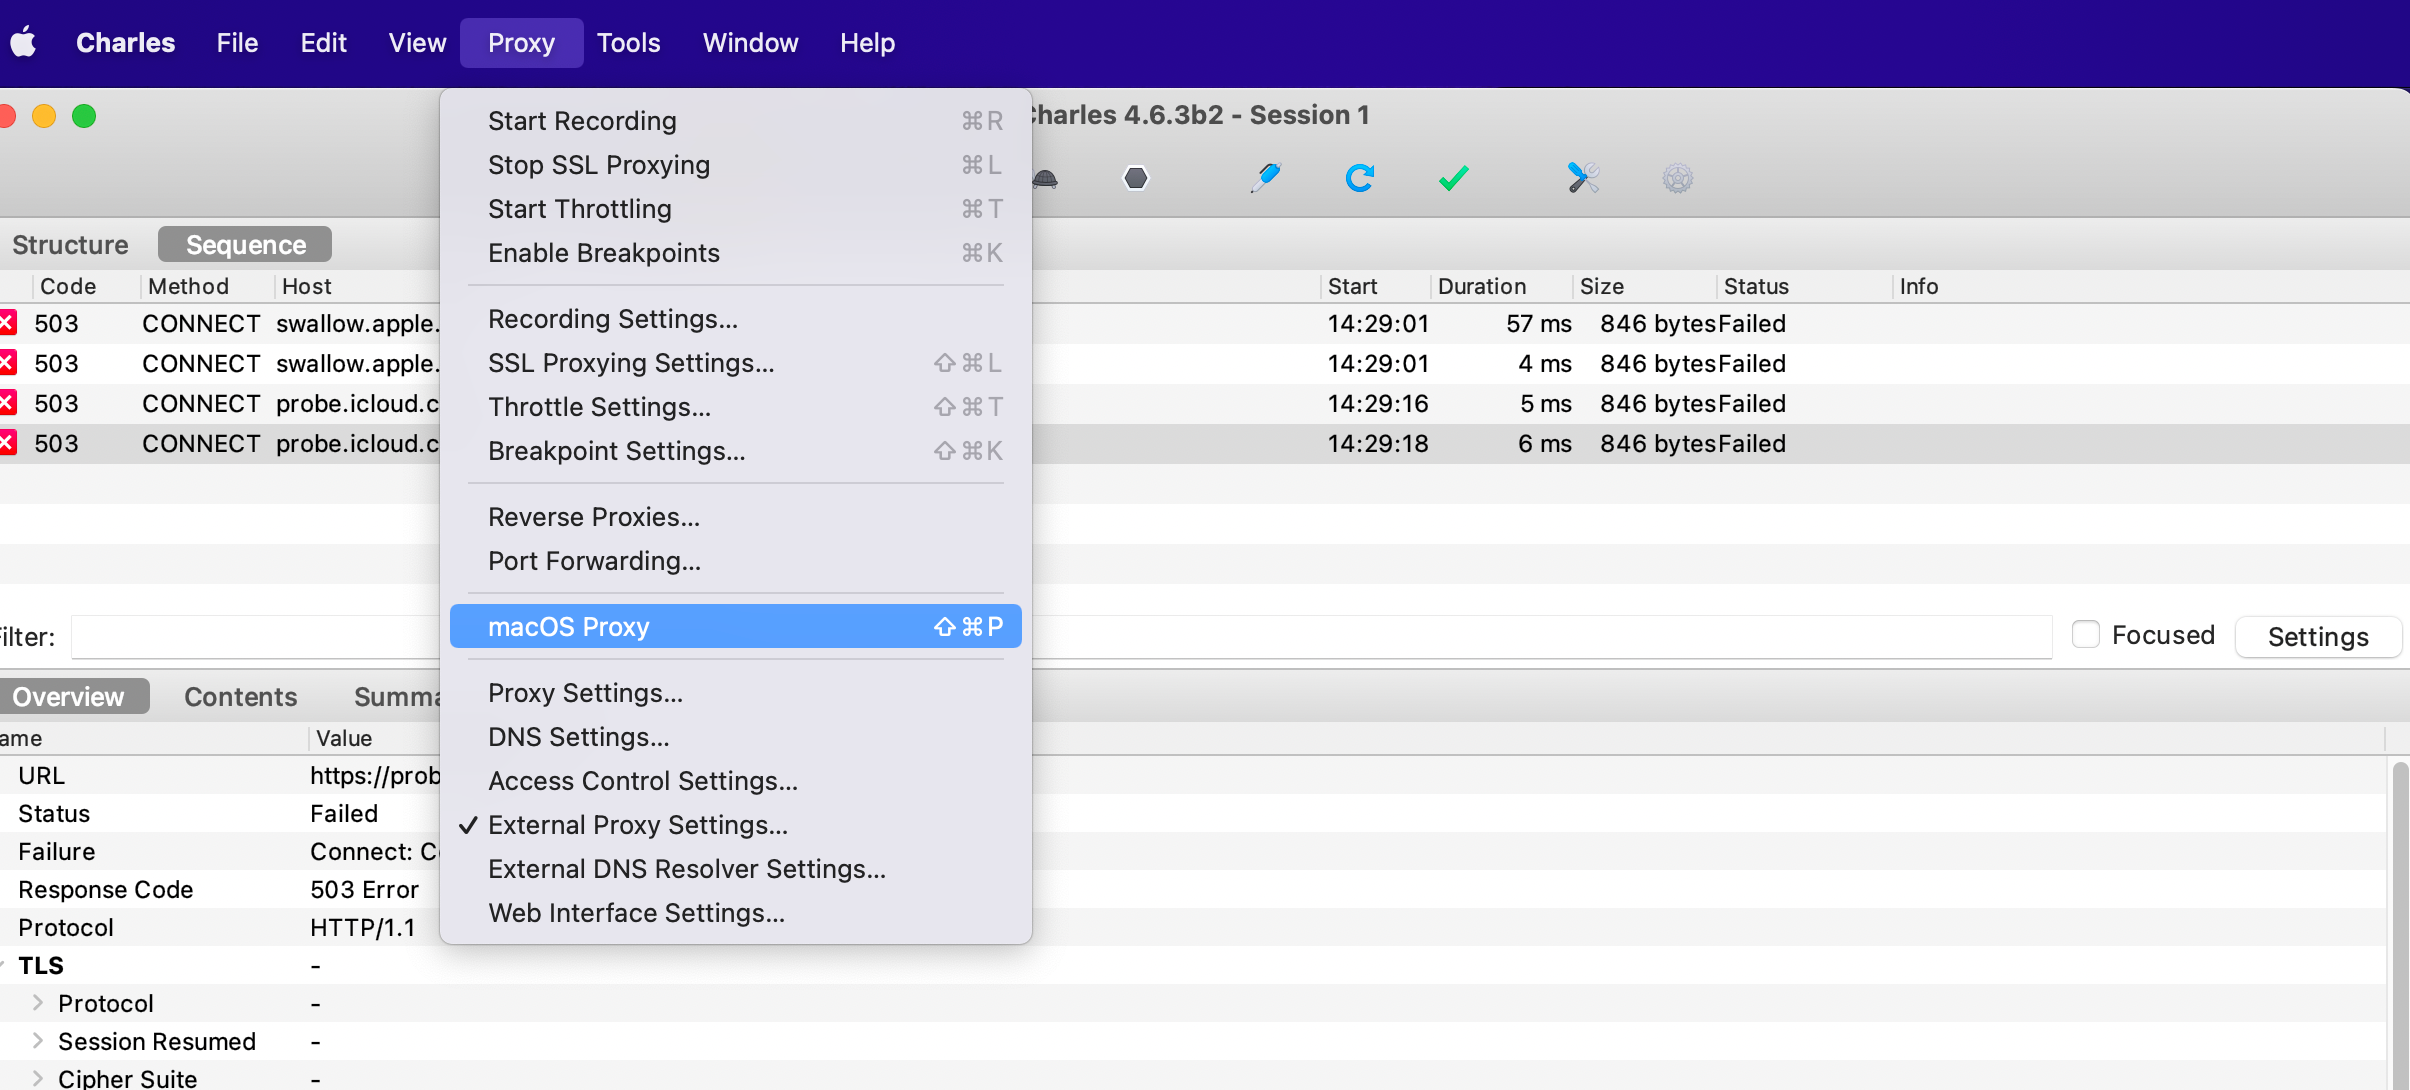 Charles File Edit View Proxy Tools Window Help
Charles 4.6.3b2 - Session 1
Start Recording ⌘R
Stop SSL Proxying ⌘L
Start Throttling ⌘T
Enable Breakpoints ⌘K
Recording Settings...
SSL Proxying Settings... ⇧⌘L
Throttle Settings... ⇧⌘T
Breakpoint Settings... ⇧⌘K
Reverse Proxies...
Port Forwarding...
macOS Proxy ⇧⌘P
Proxy Settings...
DNS Settings...
Access Control Settings...
✓ External Proxy Settings...
External DNS Resolver Settings...
Web Interface Settings...
Structure Sequence
Code Method Host Start Duration Size Status Info
503 CONNECT swallow.apple. 14:29:01 57 ms 846 bytes Failed
503 CONNECT swallow.apple. 14:29:01 4 ms 846 bytes Failed
503 CONNECT probe.icloud.c 14:29:16 5 ms 846 bytes Failed
503 CONNECT probe.icloud.c 14:29:18 6 ms 846 bytes Failed
ilter: Focused Settings
Overview Contents Summa
ame Value
URL https://prob
Status Failed
Failure Connect: C
Response Code 503 Error
Protocol HTTP/1.1
TLS -
Protocol -
Session Resumed -
Cipher Suite -